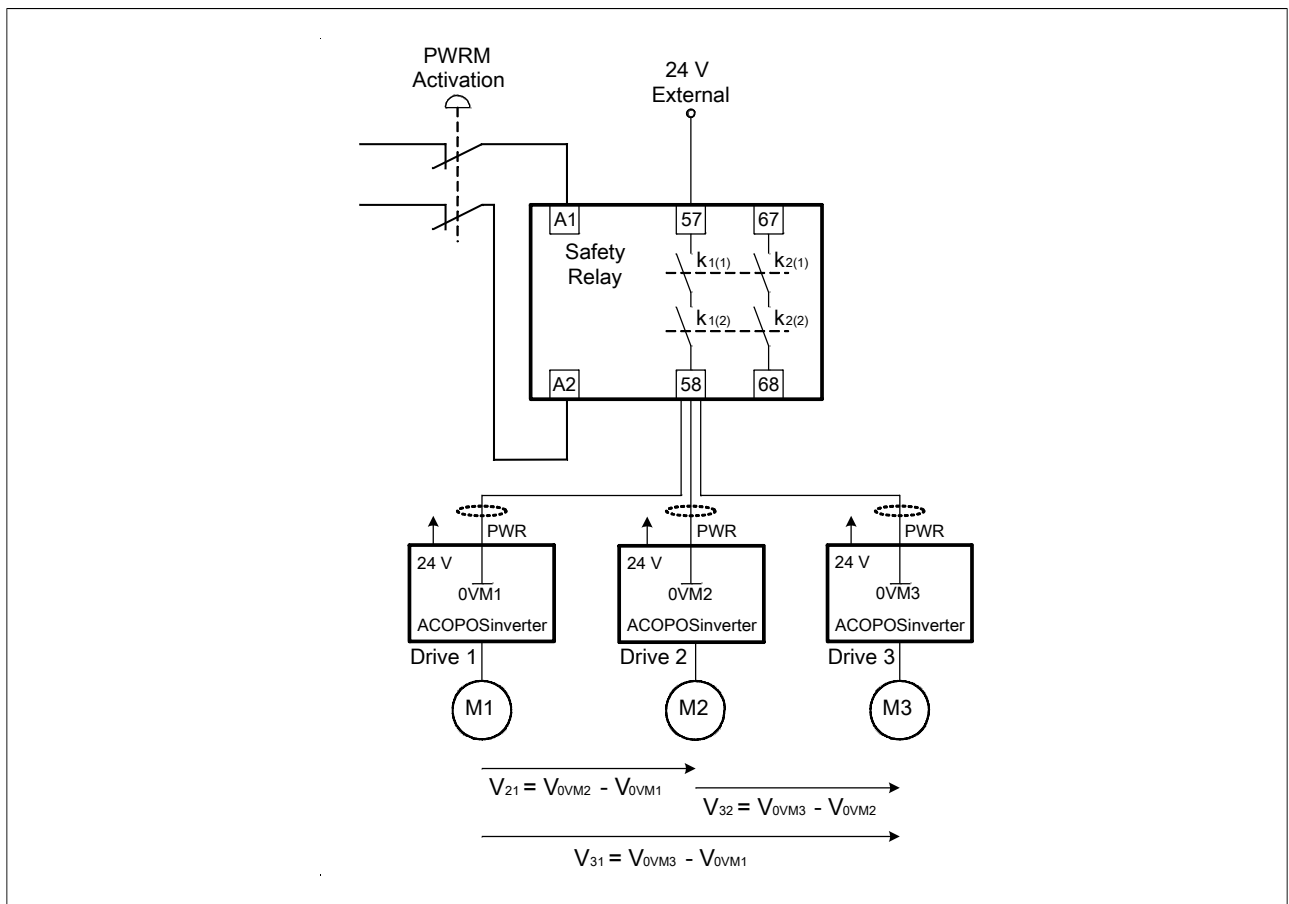 PWRM
Activation
24 V
External
A1
57
67
Safety
Relay
k1(1)
k2(1)
k1(2)
k2(2)
A2
58
68
PWR
PWR
PWR
24 V
24 V
24 V
0VM1
0VM2
0VM3
ACOPOSinverter
ACOPOSinverter
ACOPOSinverter
Drive 1
Drive 2
Drive 3
M1
M2
M3
V21 = V0VM2 - V0VM1
V32 = V0VM3 - V0VM2
V31 = V0VM3 - V0VM1